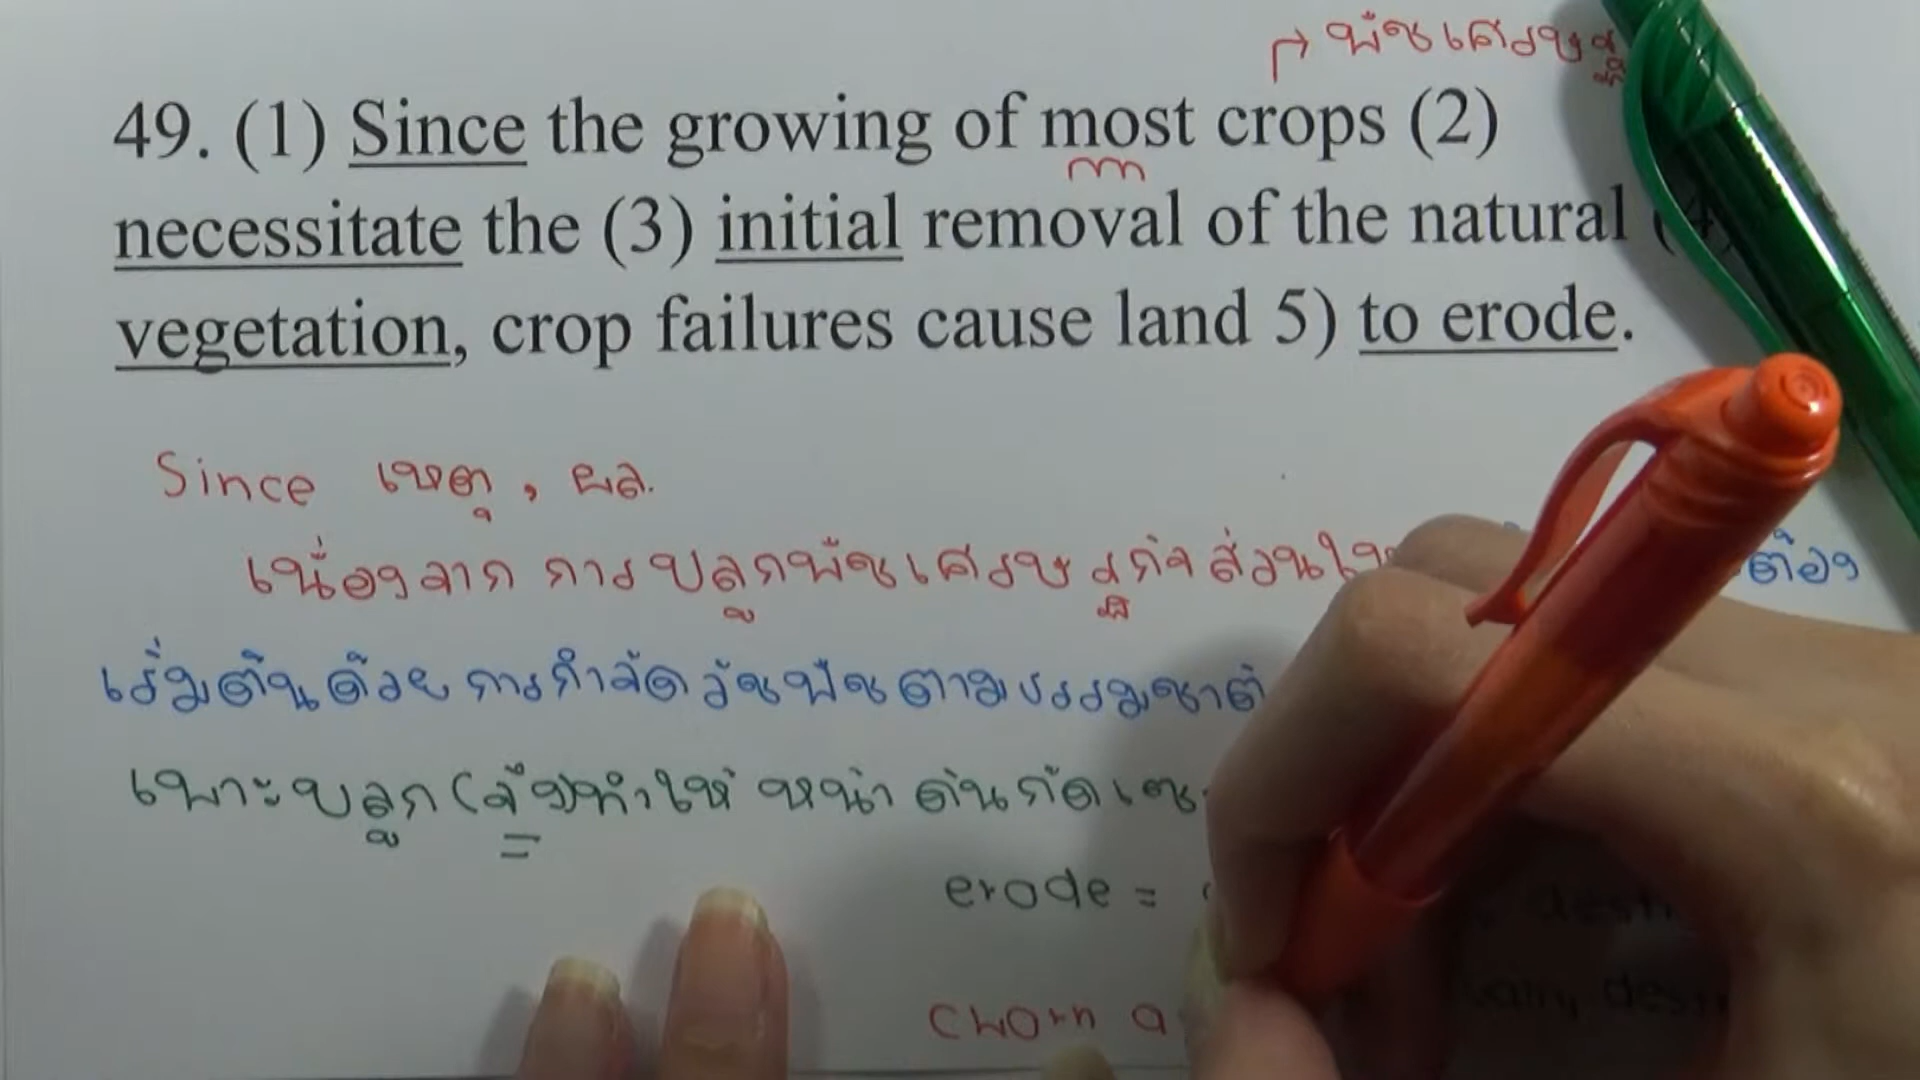 พืชเศรษฐ
49. (1) Since the growing of most crops (2)
necessitate the (3) initial removal of the natural (4)
vegetation, crop failures cause land 5) to erode.
Since เหตุ , ผล.
เนื่องจาก การปลูกพืชเศรษฐกิจส่วนให ต้อง
เริ่มต้นด้วย การกำจัด วัชพืชตามธรรมชาติ
เพาะปลูก (จึง)ทำให้ หน้า ดินกัดเซ
erode =
(worn a